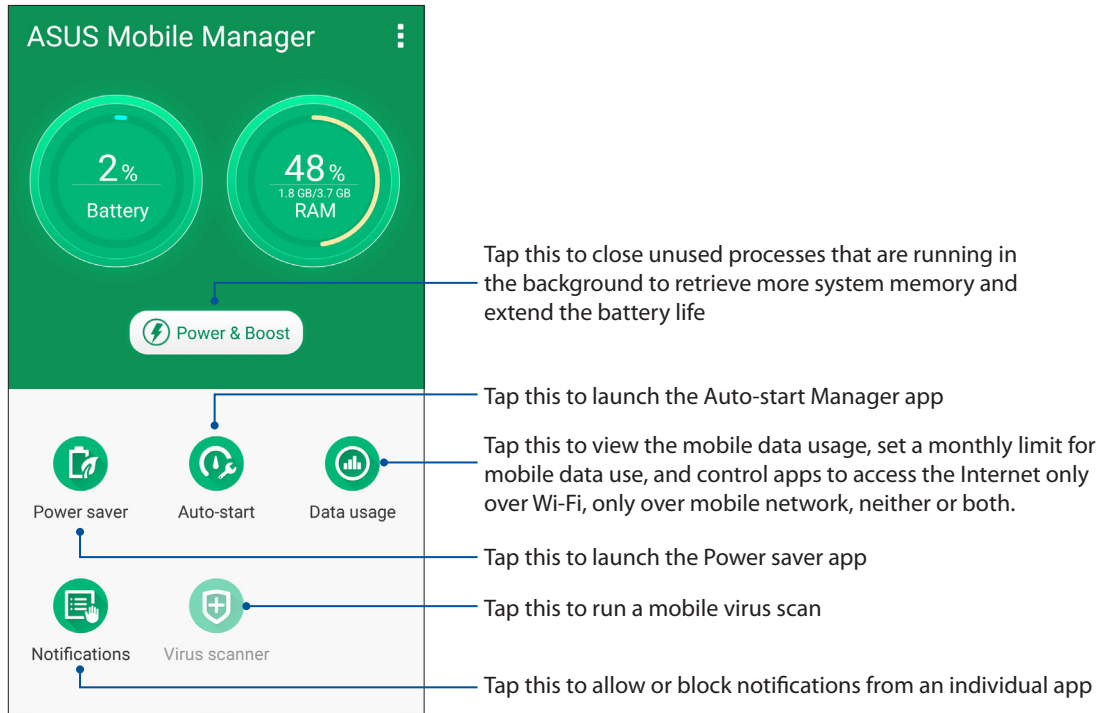 ASUS Mobile Manager
2%
Battery
48%
1.8 GB/3.7 GB
RAM
Power & Boost
Tap this to close unused processes that are running in
the background to retrieve more system memory and
extend the battery life
Tap this to launch the Auto-start Manager app
Tap this to view the mobile data usage, set a monthly limit for
mobile data use, and control apps to access the Internet only
over Wi-Fi, only over mobile network, neither or both.
Power saver
Auto-start
Data usage
Tap this to launch the Power saver app
Tap this to run a mobile virus scan
Notifications
Virus scanner
Tap this to allow or block notifications from an individual app